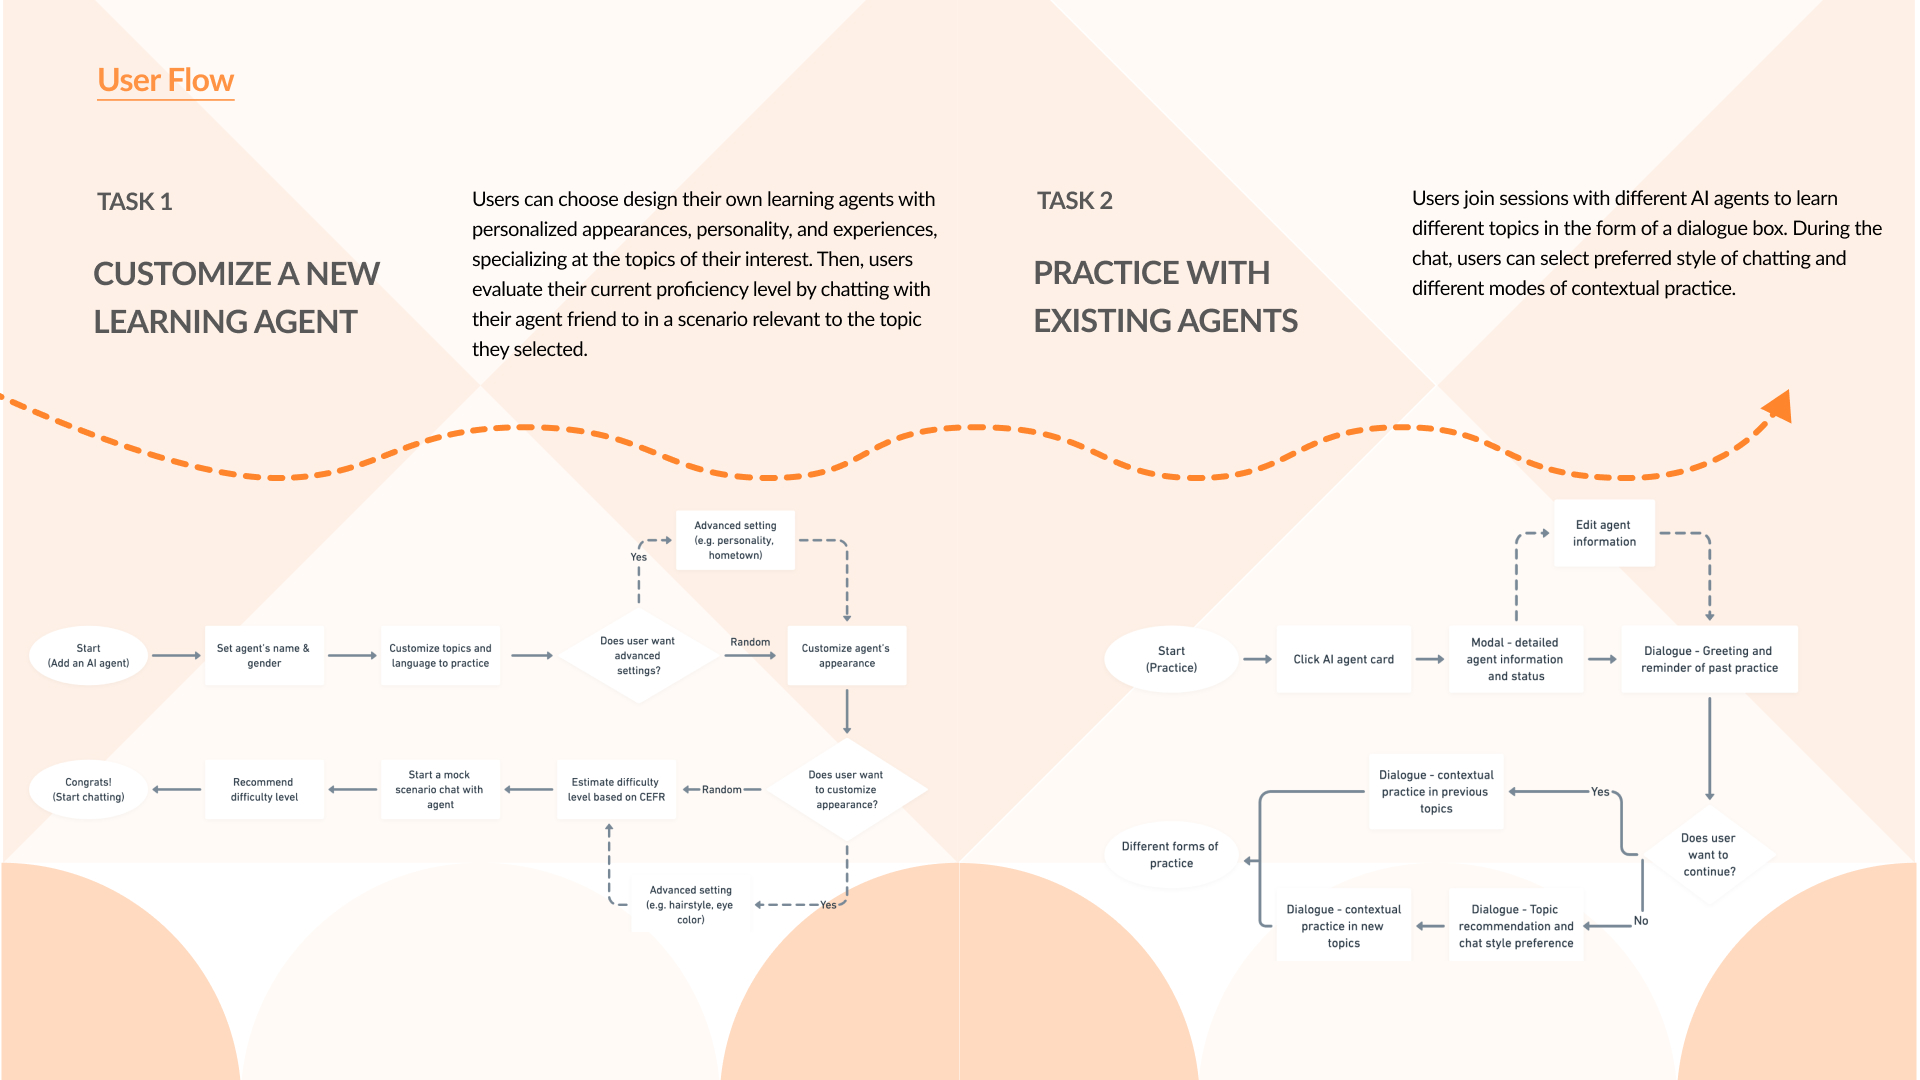 User Flow
TASK 1
CUSTOMIZE A NEW
LEARNING AGENT
Users can choose design their own learning agents with
personalized appearances, personality, and experiences,
specializing at the topics of their interest. Then, users
evaluate their current proficiency level by chatting with
their agent friend to in a scenario relevant to the topic
they selected.
TASK 2
PRACTICE WITH
EXISTING AGENTS
Users join sessions with different AI agents to learn
different topics in the form of a dialogue box. During the
chat, users can select preferred style of chatting and
different modes of contextual practice.
Start
(Add an AI agent)
Set agent's name &
gender
Customize topics and
language to practice
Does user want
advanced
settings?
Yes
Advanced setting
(e.g. personality,
hometown)
Random
Customize agent's
appearance
Does user want
to customize
appearance?
Yes
Advanced setting
(e.g. hairstyle, eye
color)
Random
Estimate difficulty
level based on CEFR
Start a mock
scenario chat with
agent
Recommend
difficulty level
Congrats!
(Start chatting)
Start
(Practice)
Click AI agent card
Modal - detailed
agent information
and status
Edit agent
information
Dialogue - Greeting and
reminder of past practice
Does user
want to
continue?
Yes
Dialogue - contextual
practice in previous
topics
No
Dialogue - Topic
recommendation and
chat style preference
Dialogue - contextual
practice in new
topics
Different forms of
practice